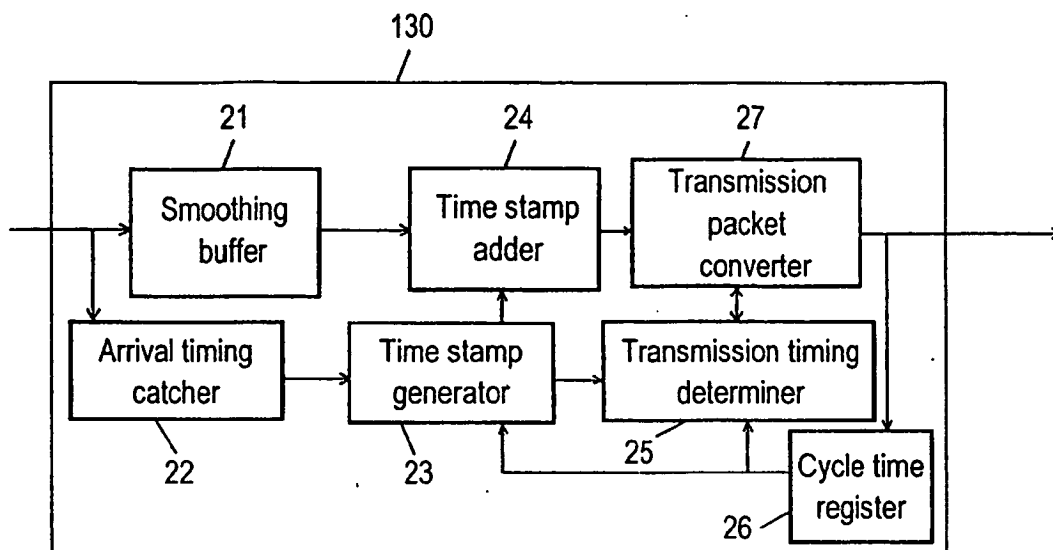 130
21
24
27
Smoothing
buffer
Time stamp
adder
Transmission
packet
converter
Arrival timing
catcher
Time stamp
generator
Transmission timing
determiner
22
23
25
Cycle time
register
26